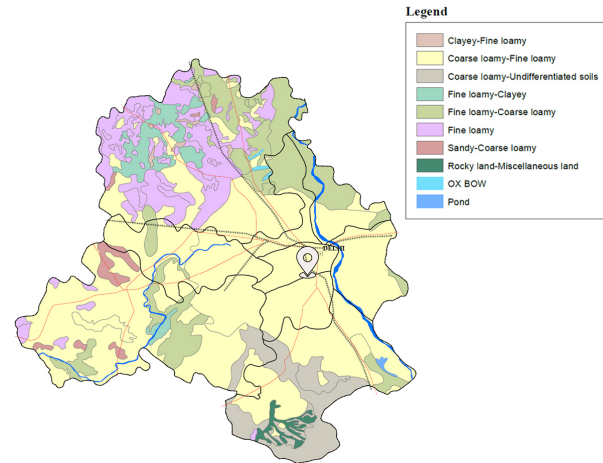 Legend
Clayey-Fine loamy
Coarse loamy-Fine loamy
Coarse loamy-Undifferentiated soils
Fine loamy-Clayey
Fine loamy-Coarse loamy
Fine loamy
Sandy-Coarse loamy
Rocky land-Miscellaneous land
OX BOW
Pond
DELHI